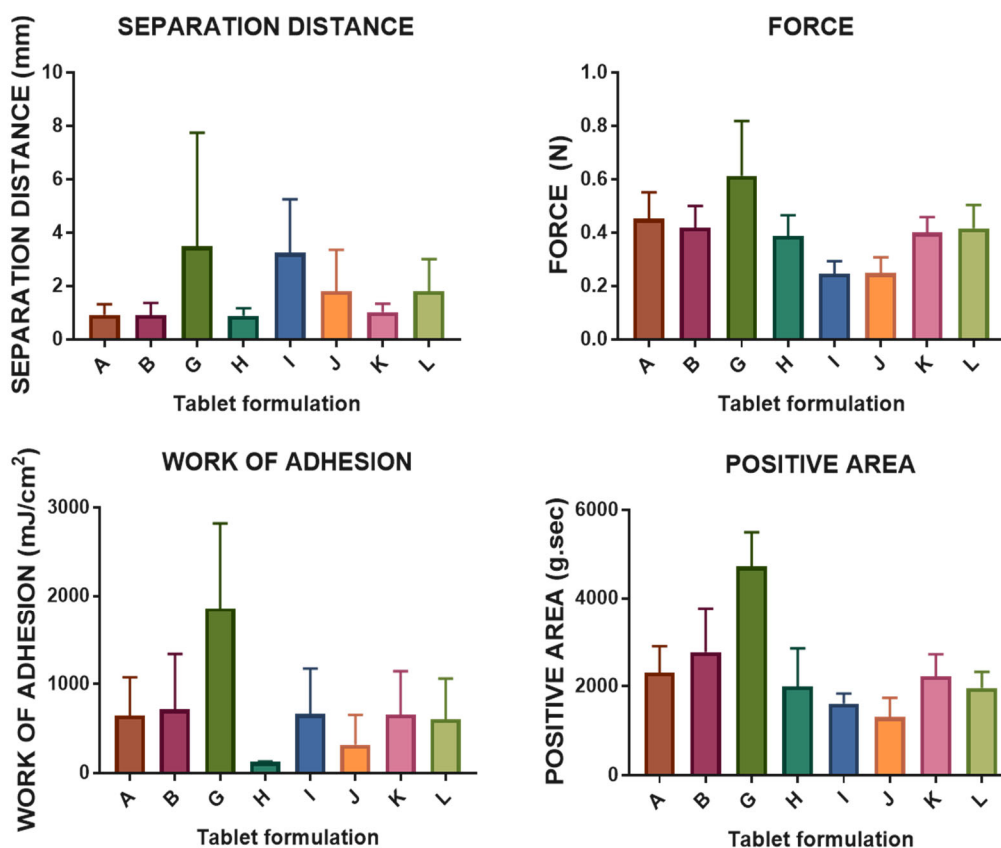 SEPARATION DISTANCE
SEPARATION DISTANCE (mm)
10
8
6
4
2
0
A B G H I J K L
Tablet formulation
FORCE
FORCE (N)
1.0
0.8
0.6
0.4
0.2
0.0
A B G H I J K L
Tablet formulation
WORK OF ADHESION
WORK OF ADHESION (mJ/cm²)
3000
2000
1000
0
A B G H I J K L
Tablet formulation
POSITIVE AREA
POSITIVE AREA (g.sec)
6000
4000
2000
0
A B G H I J K L
Tablet formulation